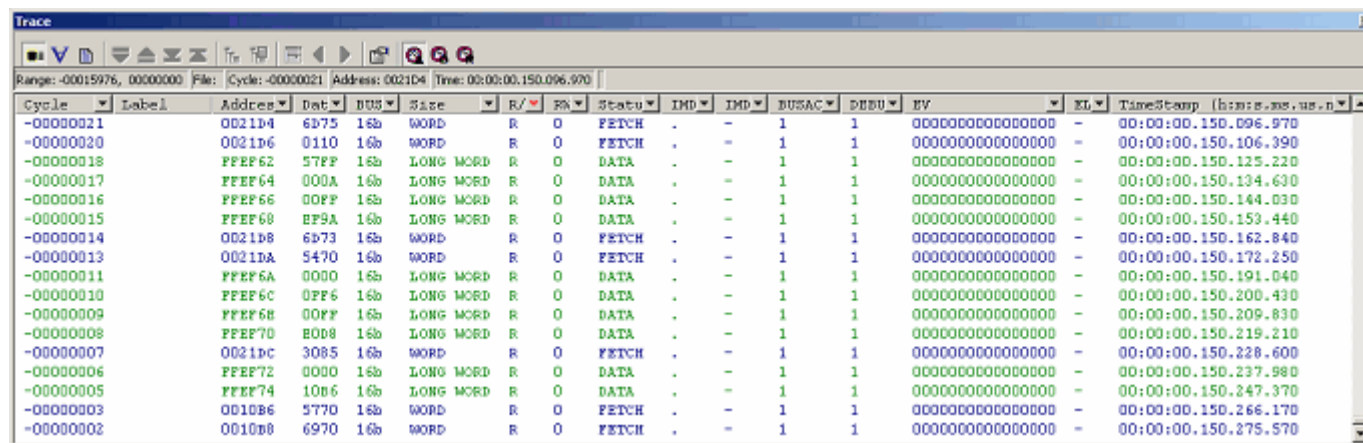 Trace
Range: -00015976, 00000000 File: Cycle: -00000021 Address: 0021D4 Time: 00:00:00.150.096.970
Cycle Label Addres Dat BUS Size R/ RW Statu IMD IMD BUSAC DEBU EV EL TimeStamp (h:m:s.ms.us.n
-00000021 0021D4 6D75 16b WORD R 0 FETCH . - 1 1 0000000000000000 - 00:00:00.150.096.970
-00000020 0021D6 0110 16b WORD R 0 FETCH . - 1 1 0000000000000000 - 00:00:00.150.106.390
-00000018 FFEF62 57FF 16b LONG WORD R 0 DATA . - 1 1 0000000000000000 - 00:00:00.150.125.220
-00000017 FFEF64 000A 16b LONG WORD R 0 DATA . - 1 1 0000000000000000 - 00:00:00.150.134.630
-00000016 FFEF66 00FF 16b LONG WORD R 0 DATA . - 1 1 0000000000000000 - 00:00:00.150.144.030
-00000015 FFEF68 EF9A 16b LONG WORD R 0 DATA . - 1 1 0000000000000000 - 00:00:00.150.153.440
-00000014 0021D8 6D73 16b WORD R 0 FETCH . - 1 1 0000000000000000 - 00:00:00.150.162.840
-00000013 0021DA 5470 16b WORD R 0 FETCH . - 1 1 0000000000000000 - 00:00:00.150.172.250
-00000011 FFEF6A 0000 16b LONG WORD R 0 DATA . - 1 1 0000000000000000 - 00:00:00.150.191.040
-00000010 FFEF6C 0FF6 16b LONG WORD R 0 DATA . - 1 1 0000000000000000 - 00:00:00.150.200.430
-00000009 FFEF6E 00FF 16b LONG WORD R 0 DATA . - 1 1 0000000000000000 - 00:00:00.150.209.830
-00000008 FFEF70 E0D8 16b LONG WORD R 0 DATA . - 1 1 0000000000000000 - 00:00:00.150.219.210
-00000007 0021DC 3085 16b WORD R 0 FETCH . - 1 1 0000000000000000 - 00:00:00.150.228.600
-00000006 FFEF72 0000 16b LONG WORD R 0 DATA . - 1 1 0000000000000000 - 00:00:00.150.237.980
-00000005 FFEF74 10B6 16b LONG WORD R 0 DATA . - 1 1 0000000000000000 - 00:00:00.150.247.370
-00000003 0010B6 5770 16b WORD R 0 FETCH . - 1 1 0000000000000000 - 00:00:00.150.266.170
-00000002 0010B8 6970 16b WORD R 0 FETCH . - 1 1 0000000000000000 - 00:00:00.150.275.570